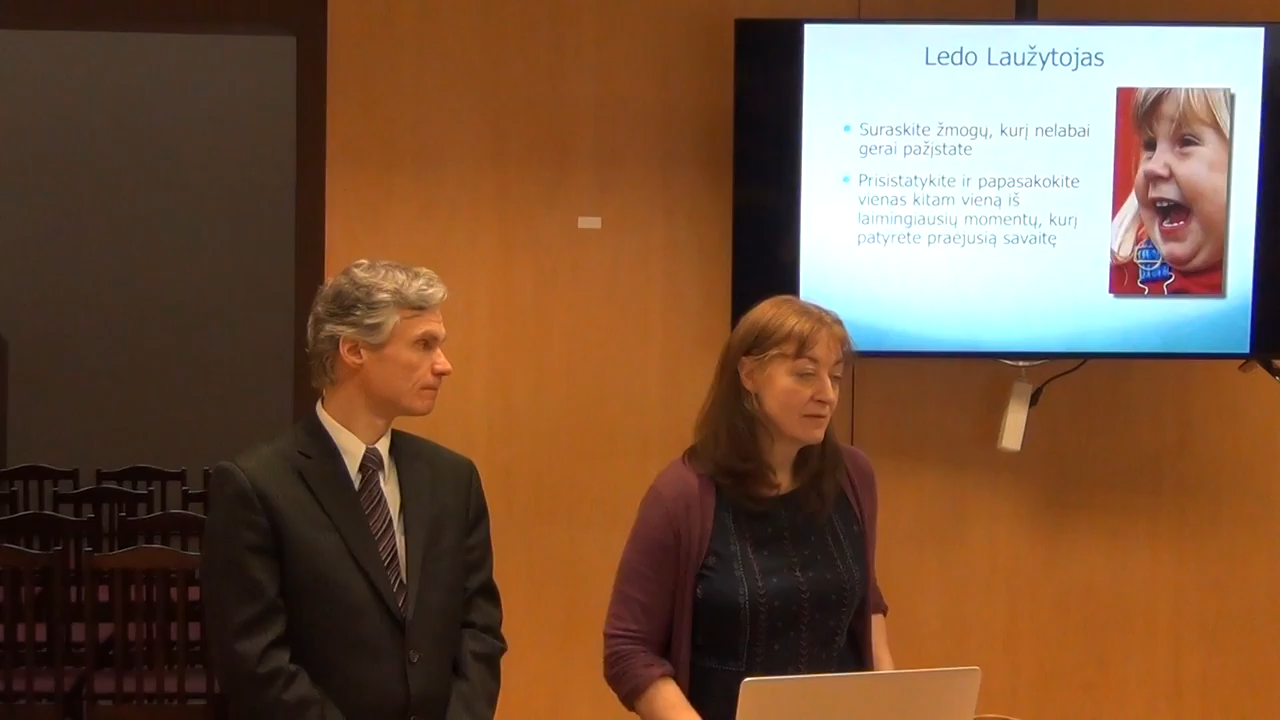 Ledo Laužytojas
Suraskite žmogų, kurį nelabai
gerai pažįstate
Prisistatykite ir papasakokite
vienas kitam vieną iš
laimingiausių momentų, kurį
patyrėte praėjusią savaitę